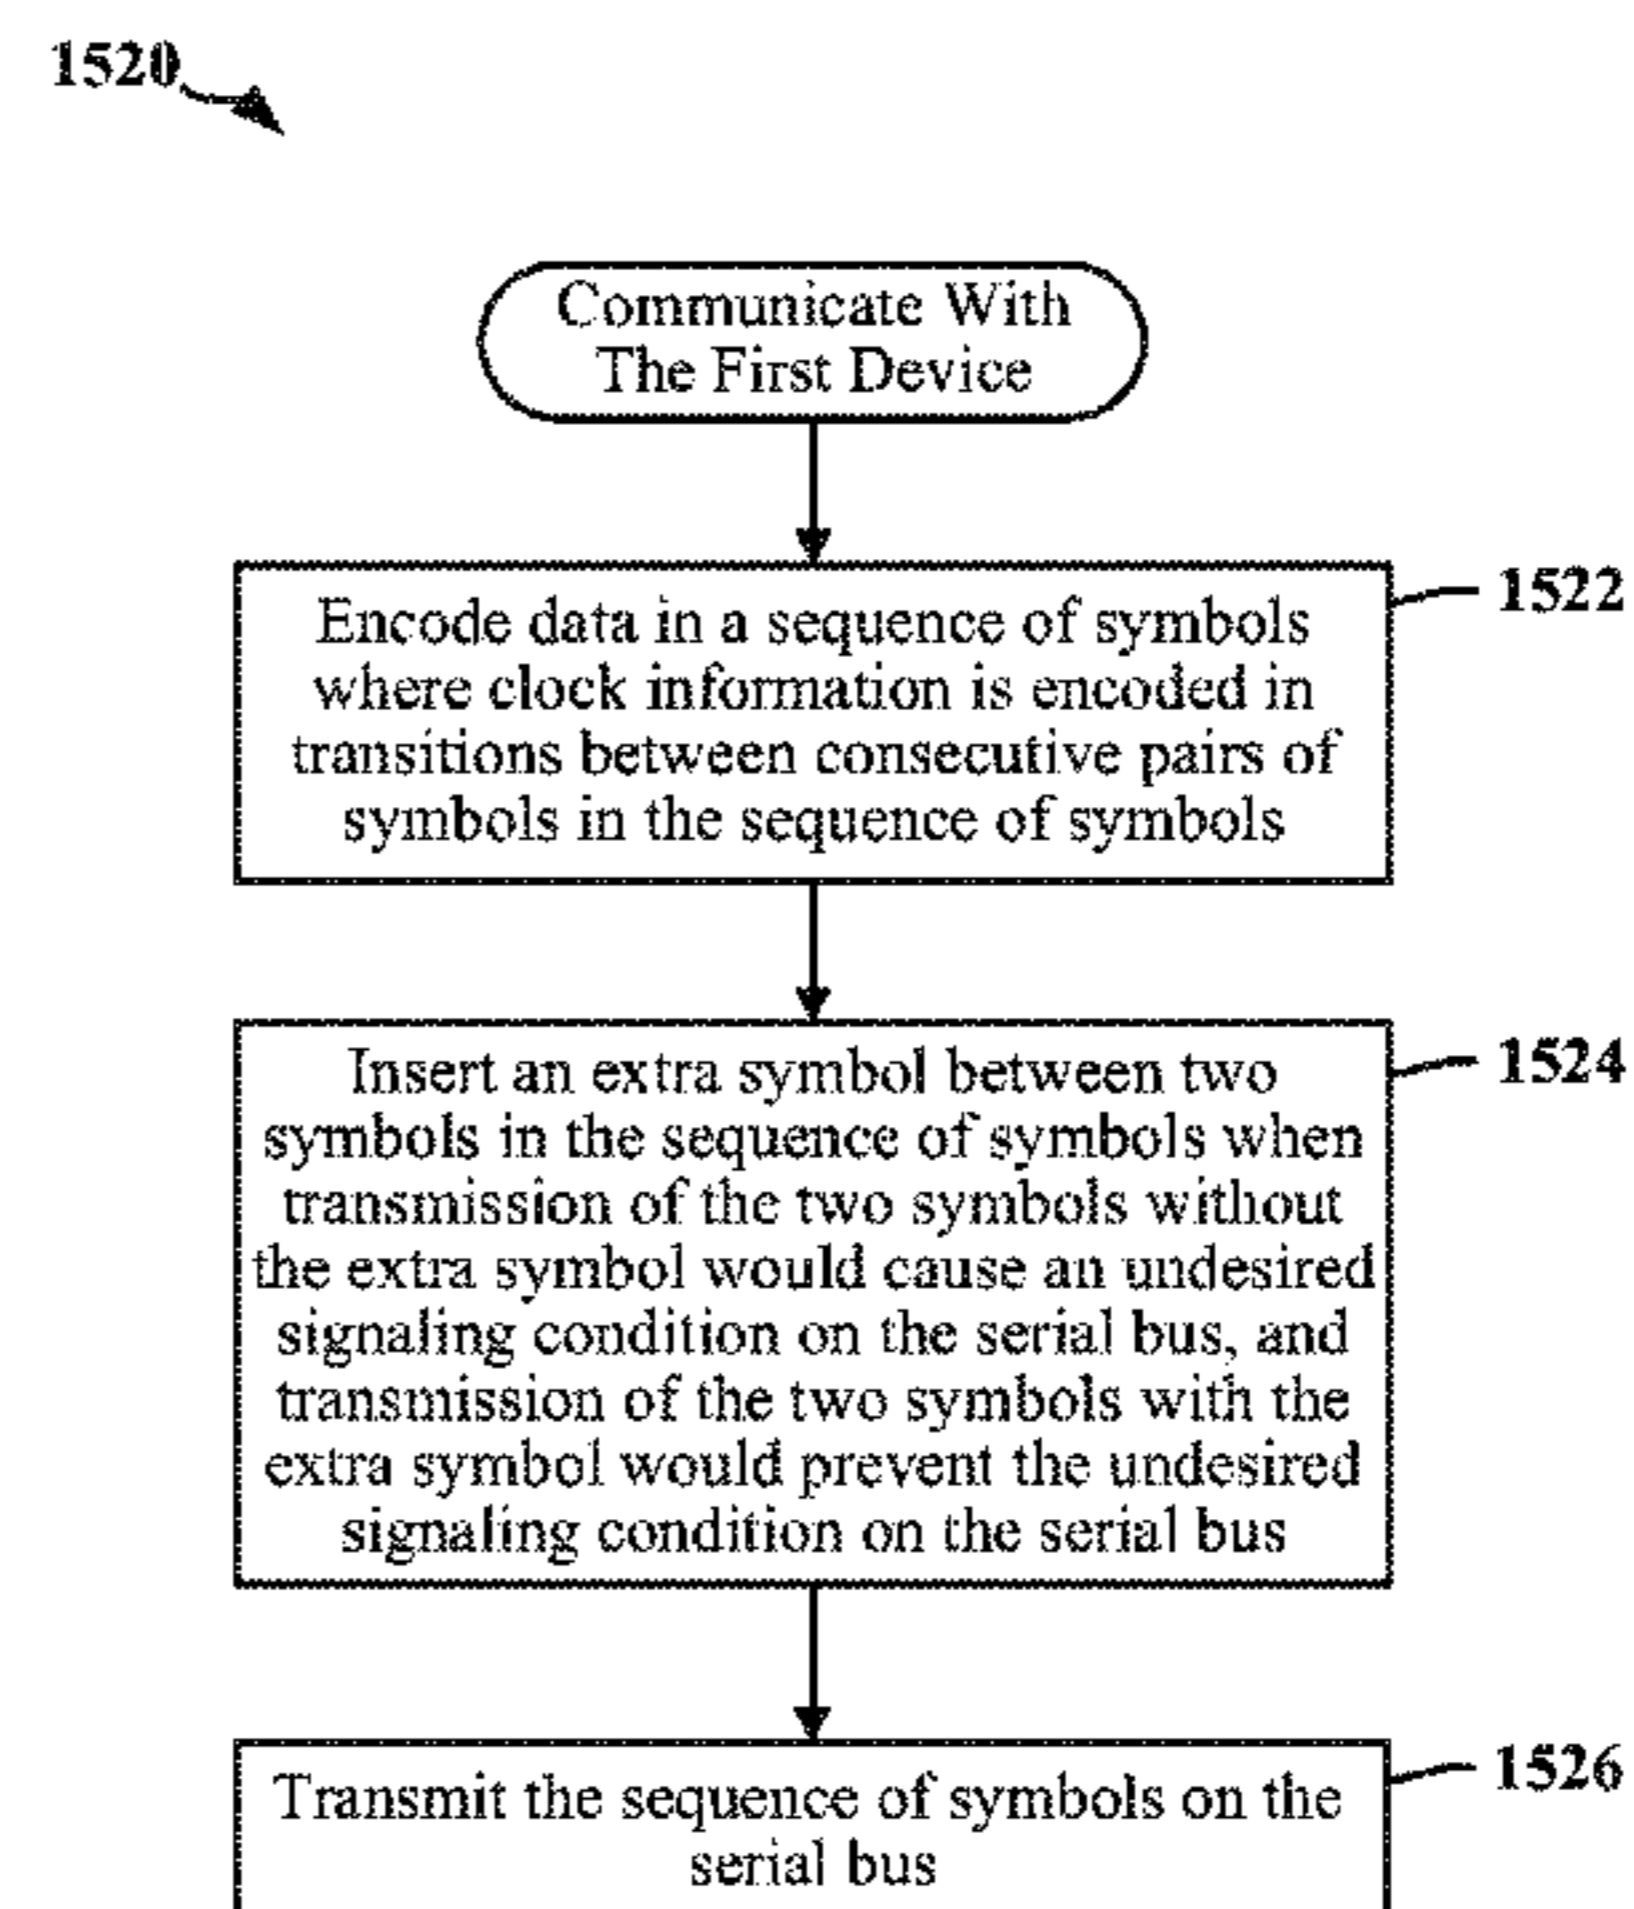 1520
Communicate With
The First Device
1522
Encode data in a sequence of symbols
where clock information is encoded in
transitions between consecutive pairs of
symbols in the sequence of symbols
1524
Insert an extra symbol between two
symbols in the sequence of symbols when
transmission of the two symbols without
the extra symbol would cause an undesired
signaling condition on the serial bus, and
transmission of the two symbols with the
extra symbol would prevent the undesired
signaling condition on the serial bus
1526
Transmit the sequence of symbols on the
serial bus